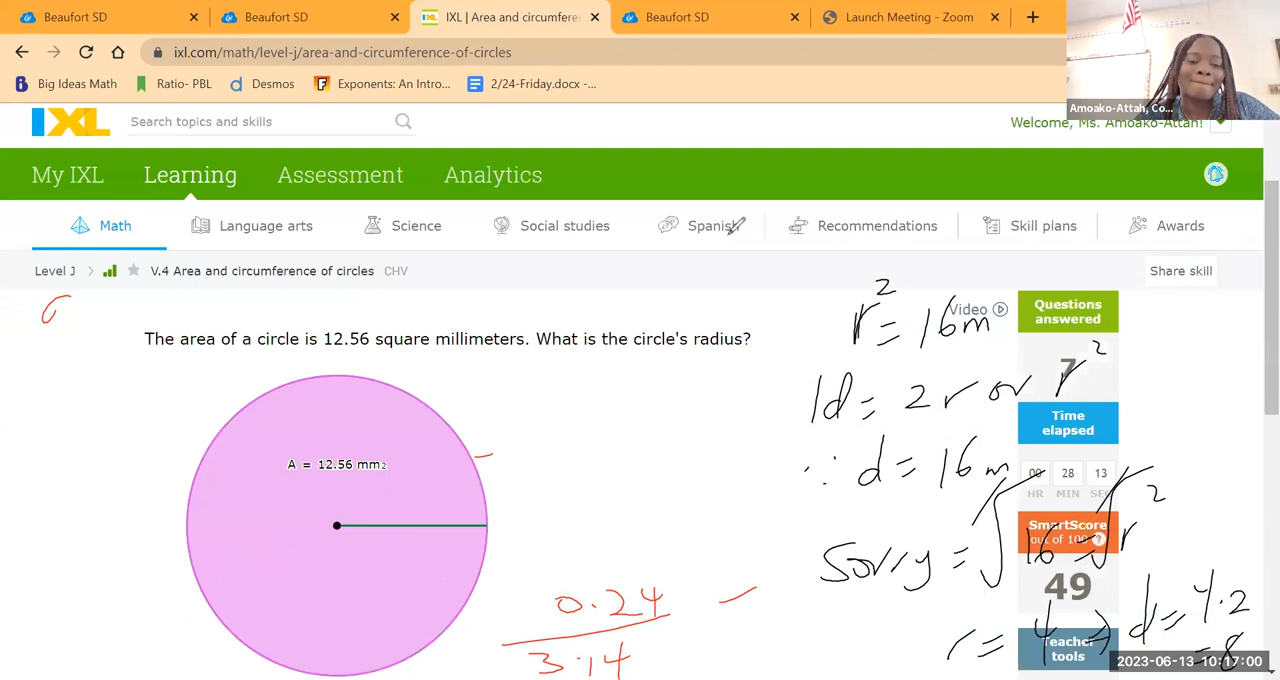 Beaufort SD
Beaufort SD
IXL | Area and circumferen
Beaufort SD
Launch Meeting - Zoom
ixl.com/math/level-j/area-and-circumference-of-circles
Big Ideas Math
Ratio- PBL
Desmos
Exponents: An Intro...
2/24-Friday.docx -...
Amoako-Attah, Co...
IXL
Search topics and skills
Welcome, Ms. Amoako-Attah!
My IXL
Learning
Assessment
Analytics
Math
Language arts
Science
Social studies
Spanish
Recommendations
Skill plans
Awards
Level J
V.4 Area and circumference of circles
CHV
Share skill
r² = 16m
Video
Questions answered
7
The area of a circle is 12.56 square millimeters. What is the circle's radius?
1d = 2r or r²
Time elapsed
A = 12.56 mm2
∵ d = 16m
00 28 13
HR MIN SEC
SmartScore
out of 100 ?
sorry = √16 = √r²
49
0.24
3.14
r = 4 ⇒ d = 4.2
= 8
Teacher tools
2023-06-13 10:17:00